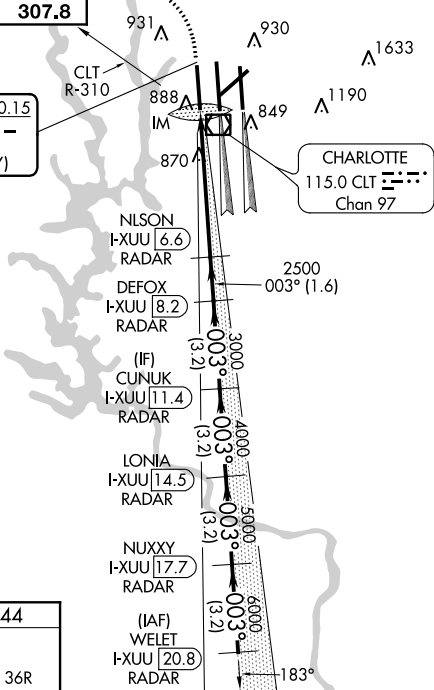 307.8
931
930
1633
CLT
R-310
0.15
888
1190
IM
849
Y)
870
CHARLOTTE
115.0 CLT
Chan 97
NLSON
I-XUU 6.6
RADAR
2500
003° (1.6)
DEFOX
I-XUU 8.2
RADAR
3000
003°
(3.2)
(IF)
CUNUK
I-XUU 11.4
RADAR
4000
003°
(3.2)
LONIA
I-XUU 14.5
RADAR
5000
003°
(3.2)
NUXXY
I-XUU 17.7
RADAR
6000
003°
(3.2)
(IAF)
WELET
I-XUU 20.8
RADAR
183°
44
36R